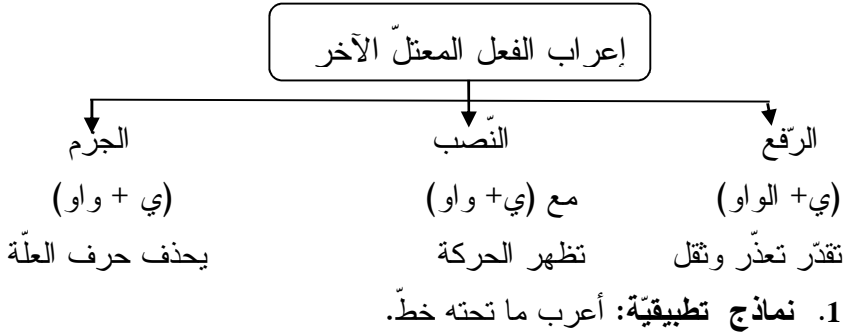 إعراب الفعل المعتلّ الآخر
الرّفع النّصب الجزم
(ي+ الواو) مع (ي+ واو) (ي + واو)
تقدّر تعذّر وثقل تظهر الحركة يحذف حرف العلّة
1. نماذج تطبيقيّة: أعرب ما تحته خطّ.